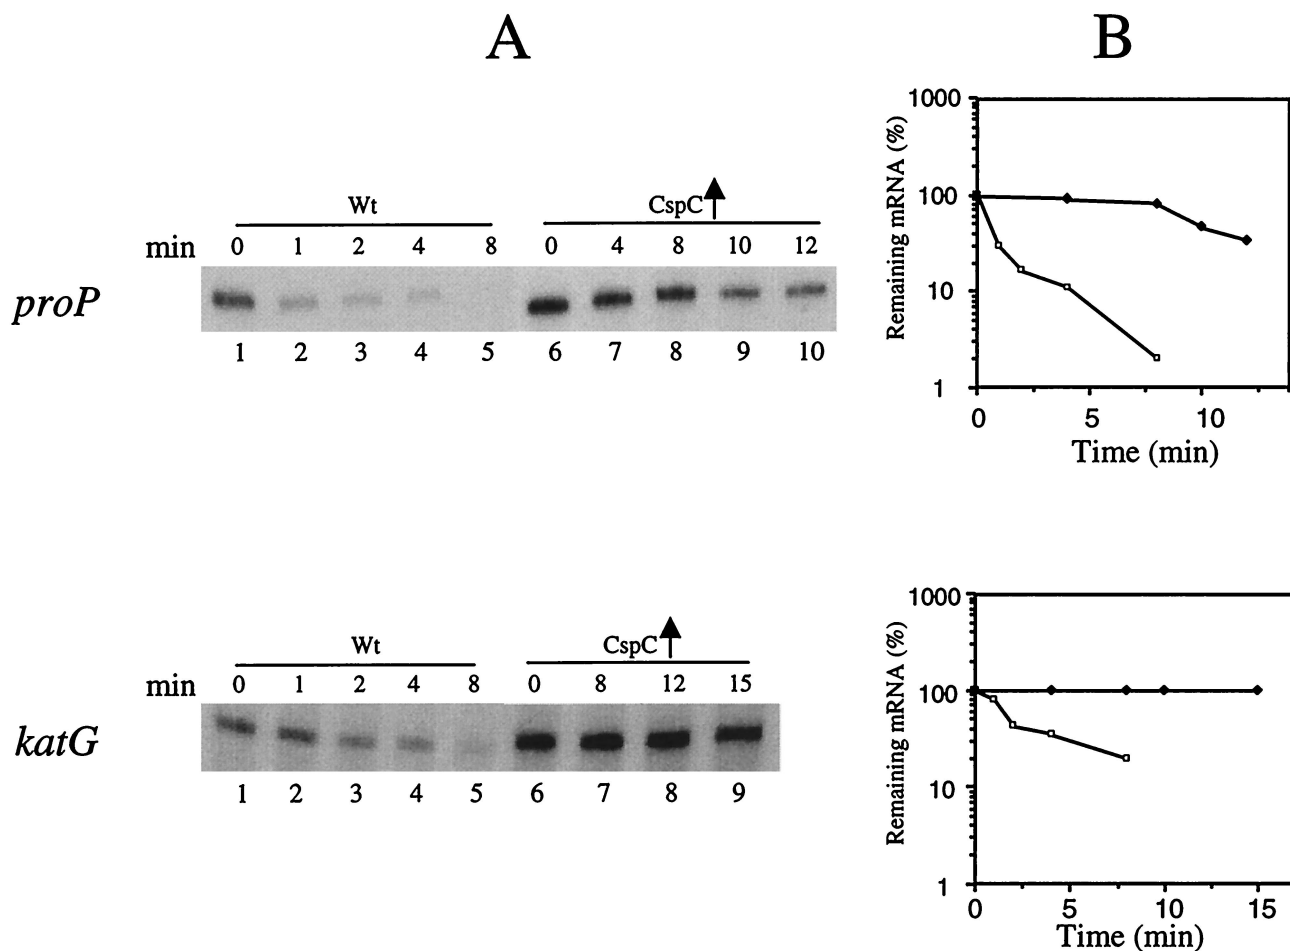 A
B
Wt
CspC
min 0 1 2 4 8 0 4 8 10 12
proP
1 2 3 4 5 6 7 8 9 10
1000
100
10
1
Remaining mRNA (%)
0 5 10
Time (min)
Wt
CspC
min 0 1 2 4 8 0 8 12 15
katG
1 2 3 4 5 6 7 8 9
1000
100
10
1
Remaining mRNA (%)
0 5 10 15
Time (min)